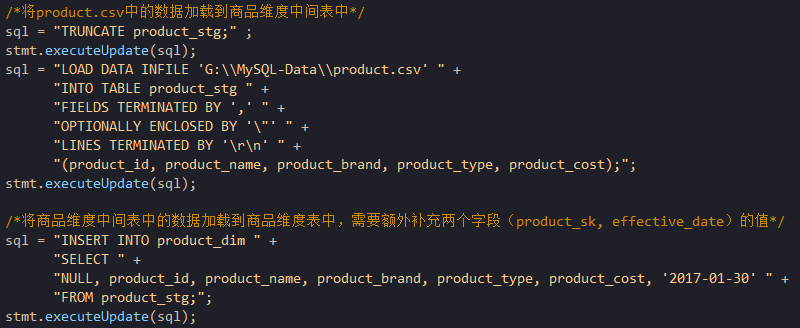 /*将product.csv中的数据加载到商品维度中间表中*/
sql = "TRUNCATE product_stg;" ;
stmt.executeUpdate(sql);
sql = "LOAD DATA INFILE 'G:\\MySQL-Data\\product.csv' " +
"INTO TABLE product_stg " +
"FIELDS TERMINATED BY ',' " +
"OPTIONALLY ENCLOSED BY '\"' " +
"LINES TERMINATED BY '\r\n' " +
"(product_id, product_name, product_brand, product_type, product_cost);";
stmt.executeUpdate(sql);
/*将商品维度中间表中的数据加载到商品维度表中，需要额外补充两个字段（product_sk, effective_date）的值*/
sql = "INSERT INTO product_dim " +
"SELECT " +
"NULL, product_id, product_name, product_brand, product_type, product_cost, '2017-01-30' " +
"FROM product_stg;";
stmt.executeUpdate(sql);